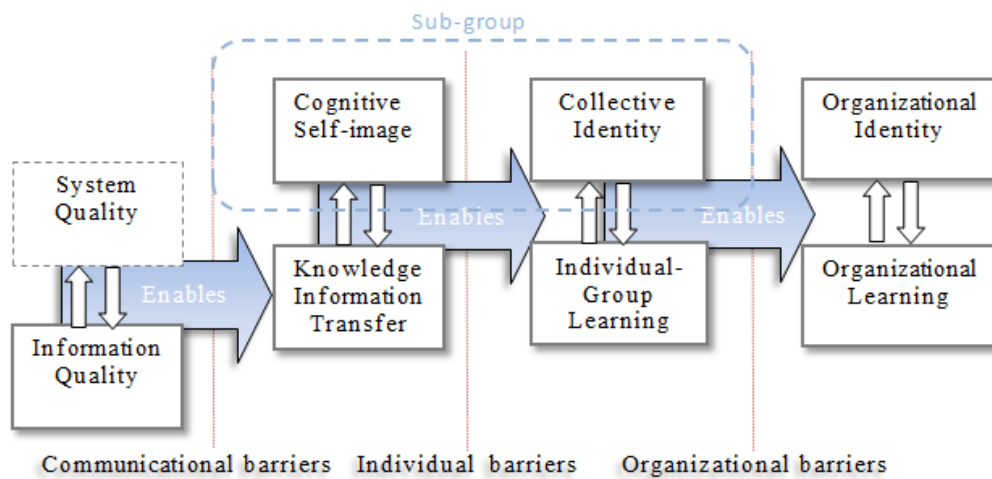 Sub-group
Cognitive
Self-image
Collective
Identity
Organizational
Identity
System
Quality
Enables
Enables
Enables
Knowledge
Information
Transfer
Individual-
Group
Learning
Organizational
Learning
Information
Quality
Communicational barriers
Individual barriers
Organizational barriers